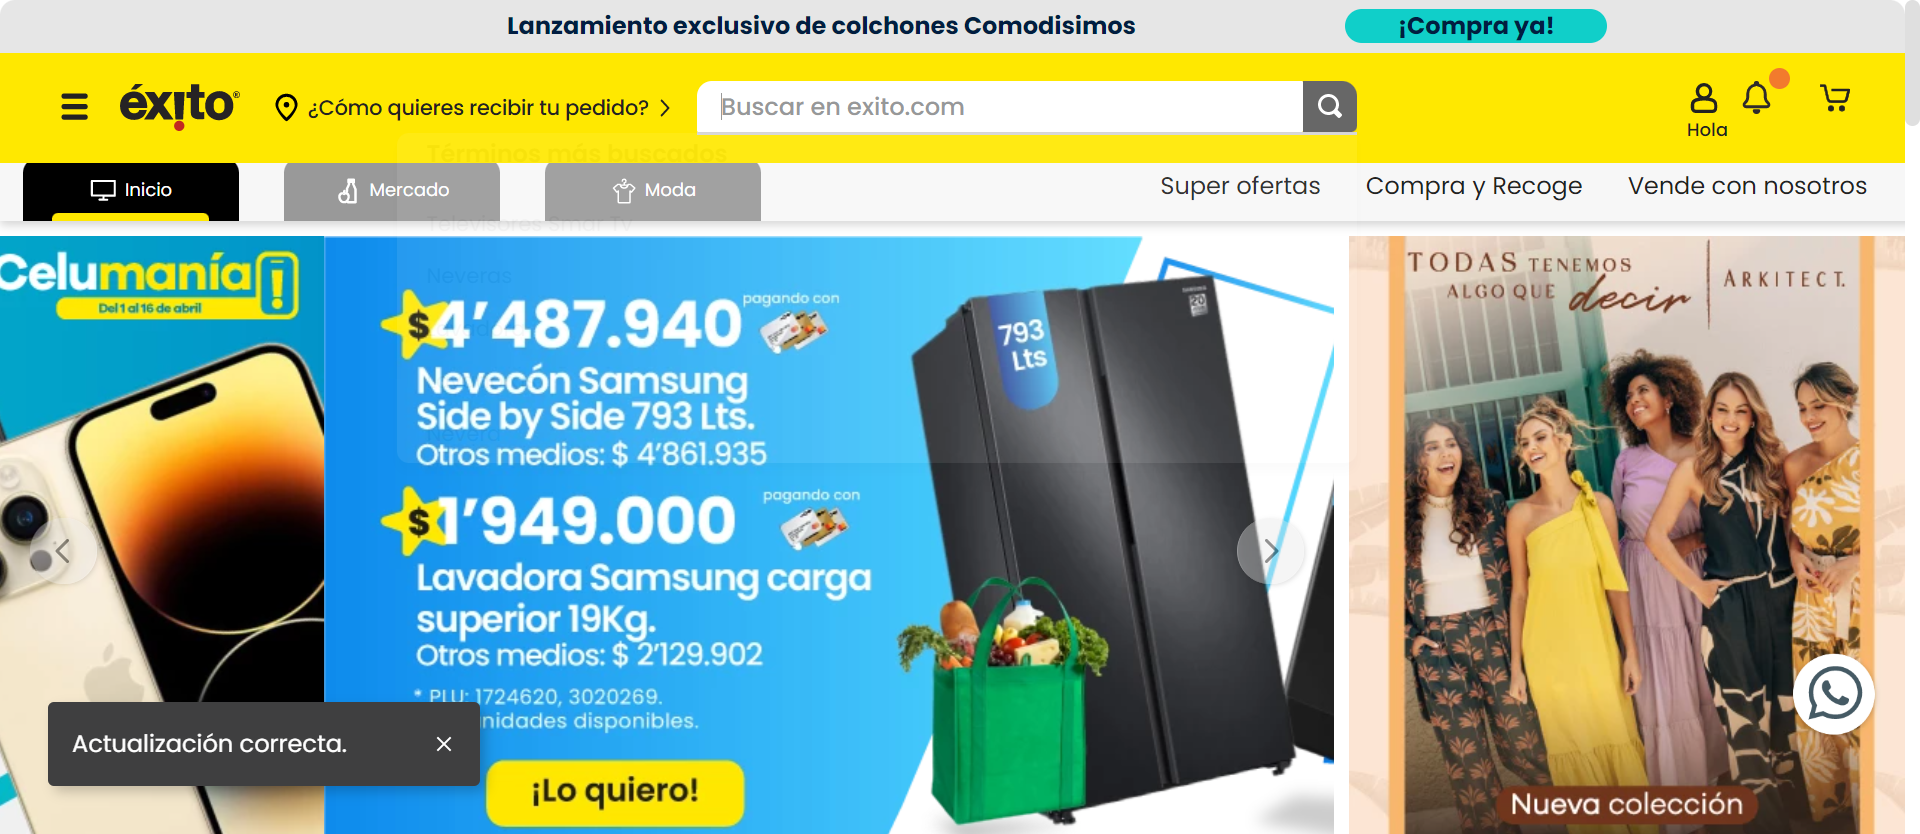 Lanzamiento exclusivo de colchones Comodisimos
¡Compra ya!
éxito®
¿Cómo quieres recibir tu pedido?
Buscar en exito.com
Hola
Términos más buscados
Inicio
Mercado
Moda
Super ofertas
Compra y Recoge
Vende con nosotros
Televisores Smar Tv
Neveras
Nevera
Celumanía
Del 1 al 16 de abril
$4'487.940
pagando con
Nevecón Samsung
Side by Side 793 Lts.
Otros medios: $ 4'861.935
$1'949.000
pagando con
Lavadora Samsung carga
superior 19Kg.
Otros medios: $ 2'129.902
* PLU: 1724620, 3020269.
nidades disponibles.
¡Lo quiero!
793
Lts
SAMSUNG
20
TODAS TENEMOS
ALGO QUE decir
ARKITECT.
Nueva colección
Actualización correcta.